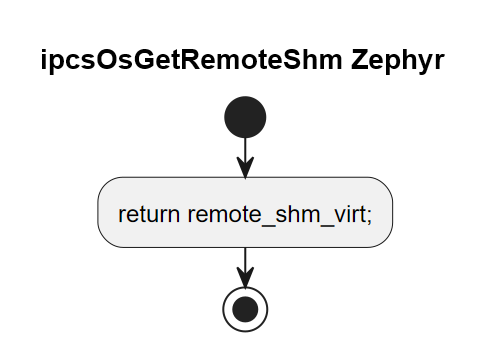 ipcsOsGetRemoteShm Zephyr
return remote_shm_virt;